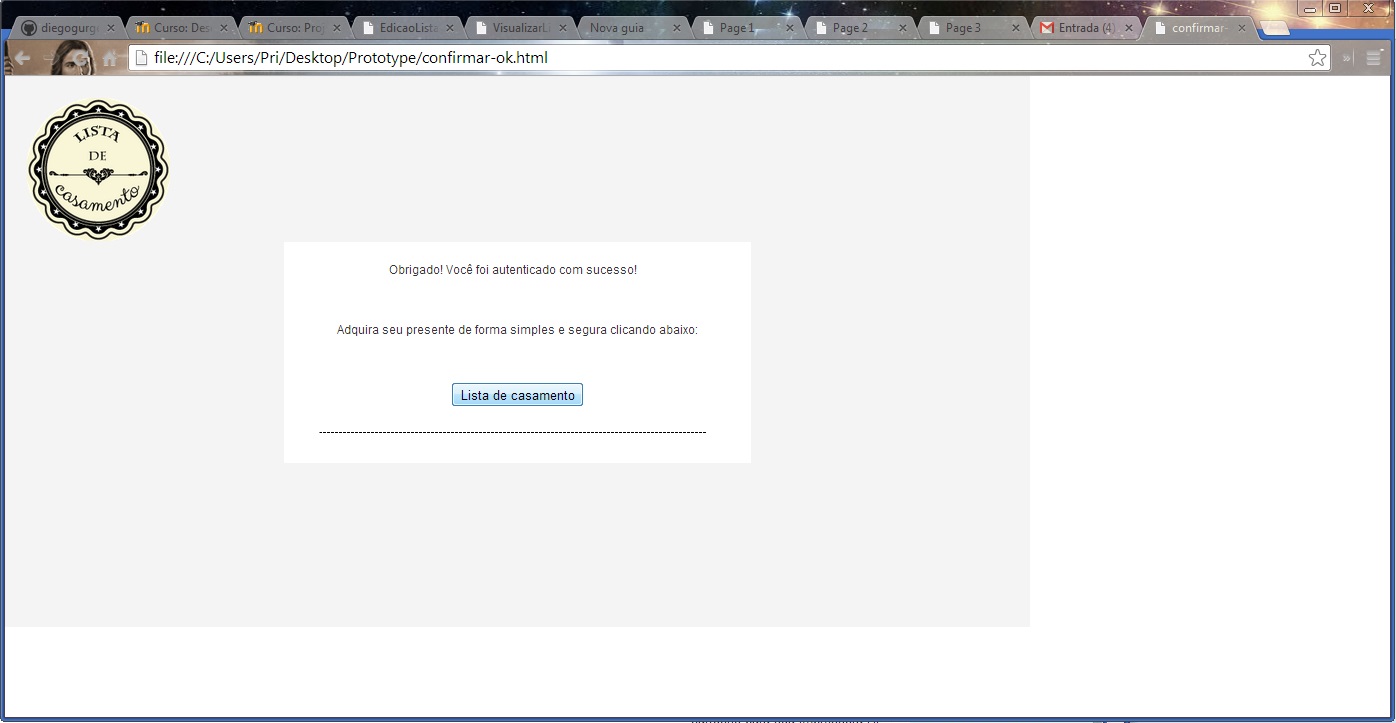 diegogurg
Curso: Des
Curso: Proj
EdicaoLista
VisualizarLi
Nova guia
Page 1
Page 2
Page 3
Entrada (4)
confirmar-
file:///C:/Users/Pri/Desktop/Prototype/confirmar-ok.html
LISTA
DE
casamento
Obrigado! Você foi autenticado com sucesso!
Adquira seu presente de forma simples e segura clicando abaixo:
Lista de casamento